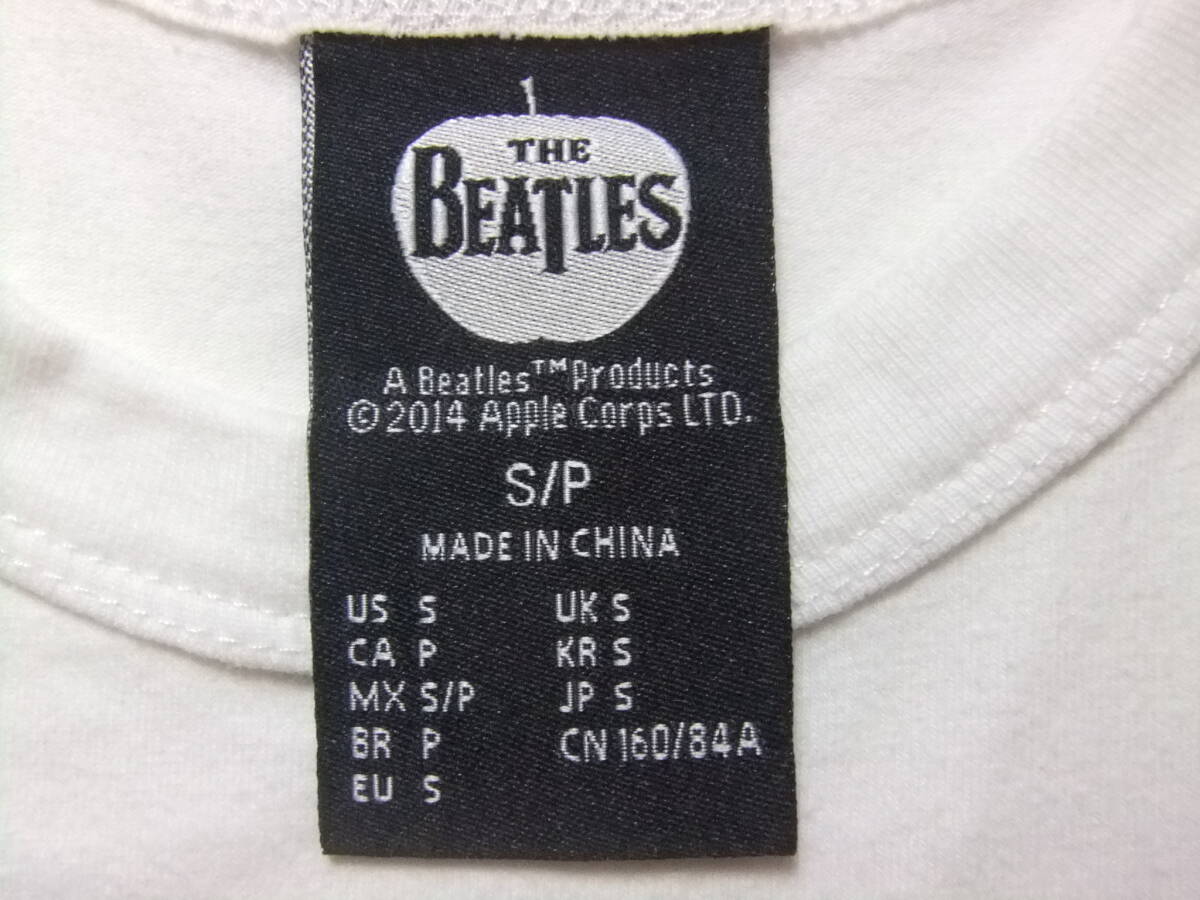 THE
BEATLES
A Beatles™ Products
©2014 Apple Corps LTD.
S/P
MADE IN CHINA
US S UK S
CA P KR S
MX S/P JP S
BR P CN 160/84A
EU S